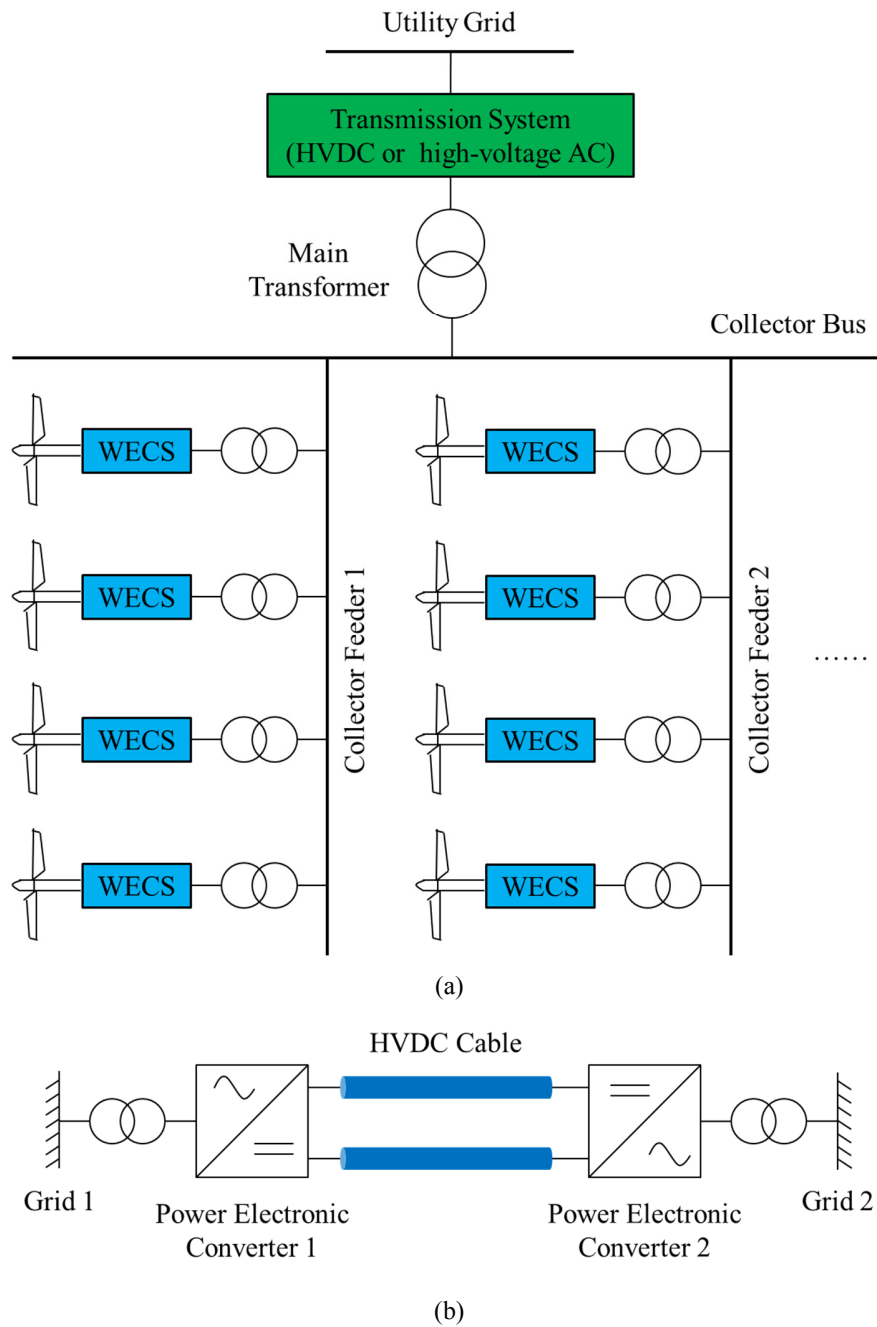 Utility Grid
Transmission System
(HVDC or high-voltage AC)
Main
Transformer
Collector Bus
WECS
WECS
WECS
WECS
Collector Feeder 1
WECS
WECS
WECS
WECS
Collector Feeder 2
......
(a)
HVDC Cable
Grid 1
Power Electronic
Converter 1
Power Electronic
Converter 2
Grid 2
(b)